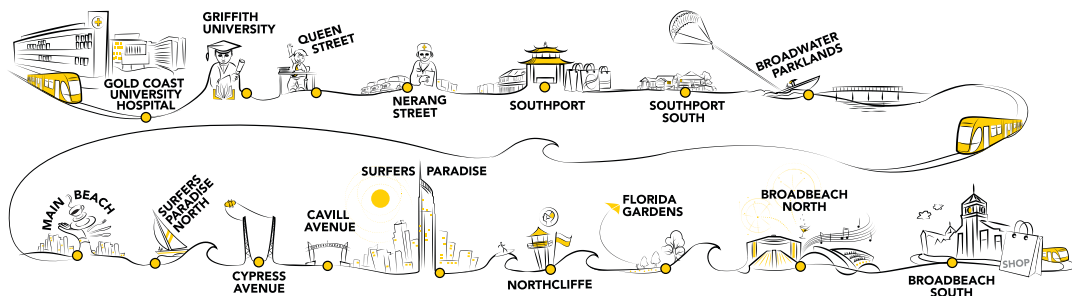 GOLD COAST
UNIVERSITY
HOSPITAL
GRIFFITH
UNIVERSITY
QUEEN
STREET
NERANG
STREET
SOUTHPORT
SOUTHPORT
SOUTH
BROADWATER
PARKLANDS
MAIN BEACH
SURFERS
PARADISE
NORTH
CYPRESS
AVENUE
CAVILL
AVENUE
SURFERS PARADISE
NORTHCLIFFE
FLORIDA
GARDENS
BROADBEACH
NORTH
BROADBEACH
SOUTH
SHOP